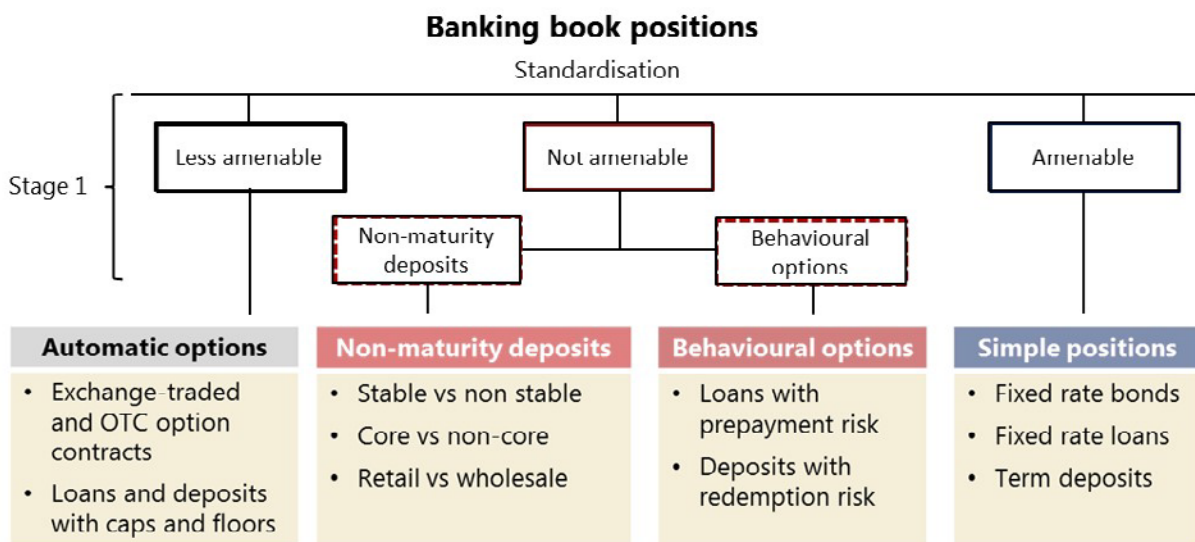 Banking book positions
Standardisation
Stage 1
Less amenable
Not amenable
Amenable
Non-maturity
deposits
Behavioural
options
Automatic options
• Exchange-traded
and OTC option
contracts
• Loans and deposits
with caps and floors
Non-maturity deposits
• Stable vs non stable
• Core vs non-core
• Retail vs wholesale
Behavioural options
• Loans with
prepayment risk
• Deposits with
redemption risk
Simple positions
• Fixed rate bonds
• Fixed rate loans
• Term deposits